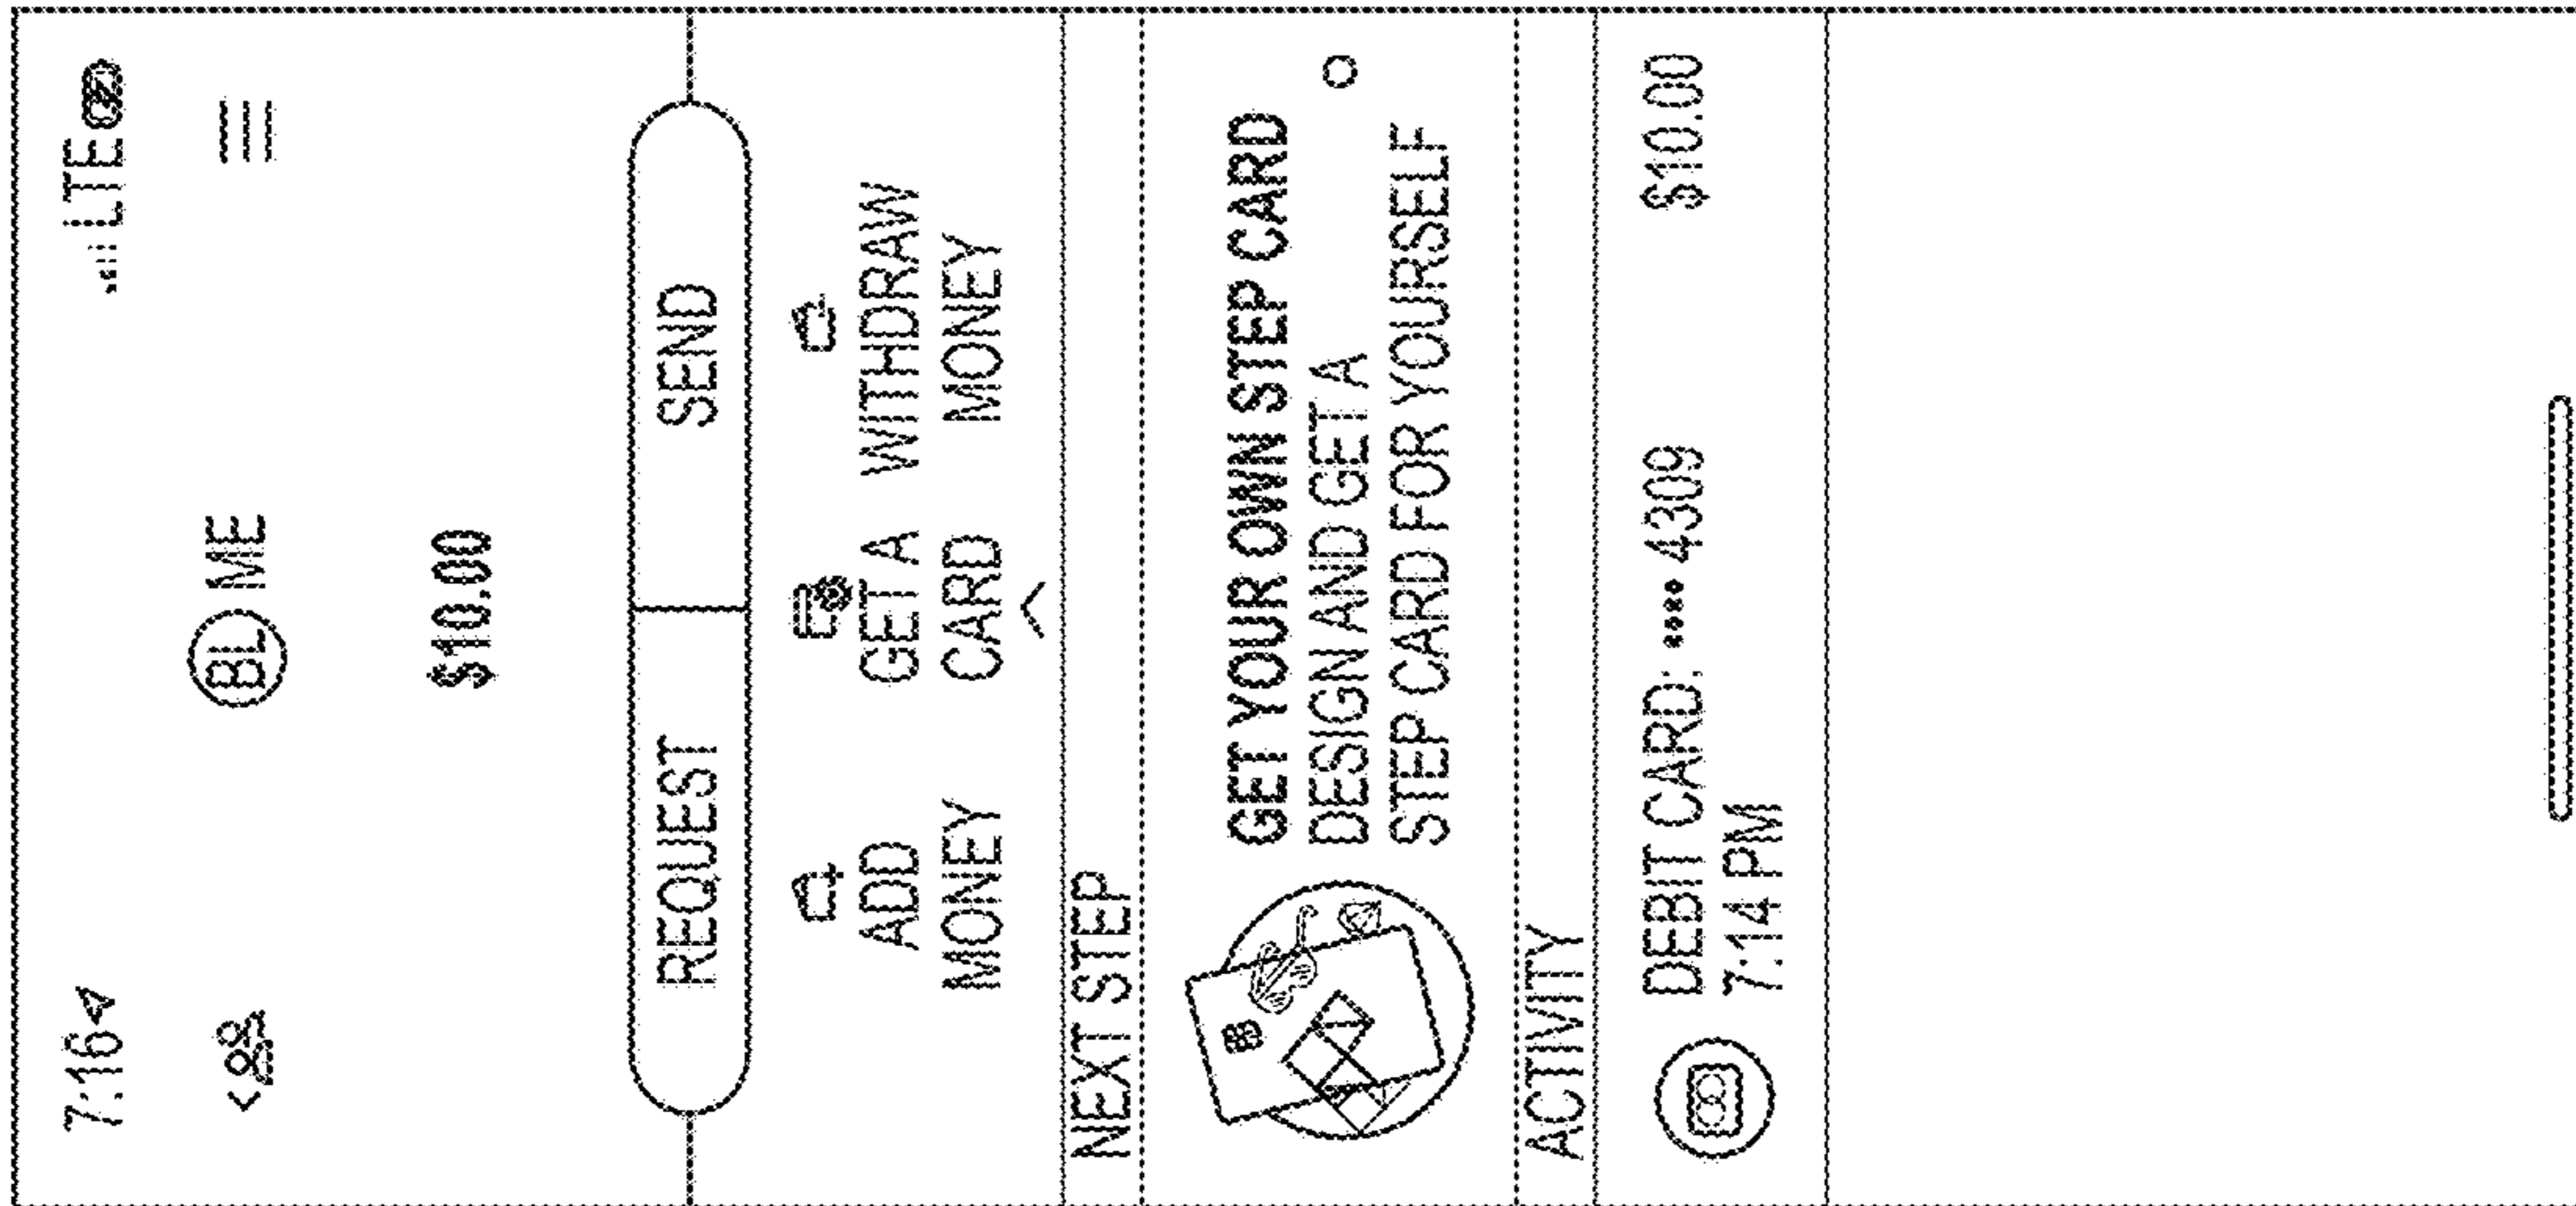 7:16 LTE
BL ME
$10.00
REQUEST SEND
ADD MONEY
GET A CARD
WITHDRAW MONEY
NEXT STEP
GET YOUR OWN STEP CARD
DESIGN AND GET A
STEP CARD FOR YOURSELF
ACTIVITY
DEBIT CARD: •••• 4309 $10.00
7:14 PM